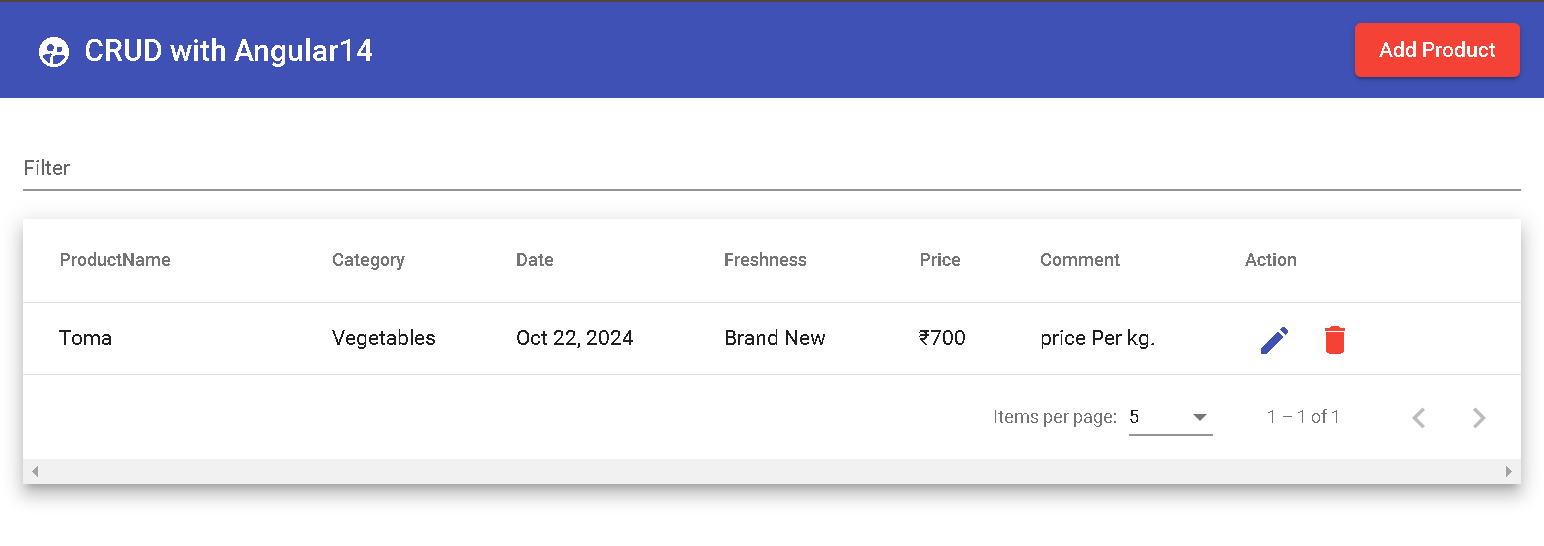 CRUD with Angular14 Add Product
Filter
ProductName Category Date Freshness Price Comment Action
Toma Vegetables Oct 22, 2024 Brand New ₹700 price Per kg.
Items per page: 5 1 – 1 of 1